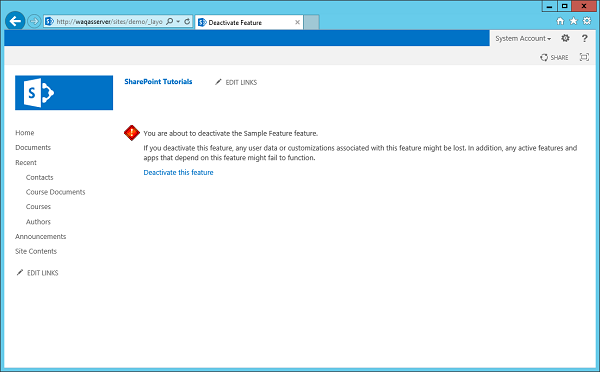 http://waqasserver/sites/demo/_layo
Deactivate Feature
System Account
?
SHARE
S
SharePoint Tutorials
EDIT LINKS
Home
Documents
Recent
Contacts
Course Documents
Courses
Authors
Announcements
Site Contents
EDIT LINKS
You are about to deactivate the Sample Feature feature.
If you deactivate this feature, any user data or customizations associated with this feature might be lost. In addition, any active features and
apps that depend on this feature might fail to function.
Deactivate this feature